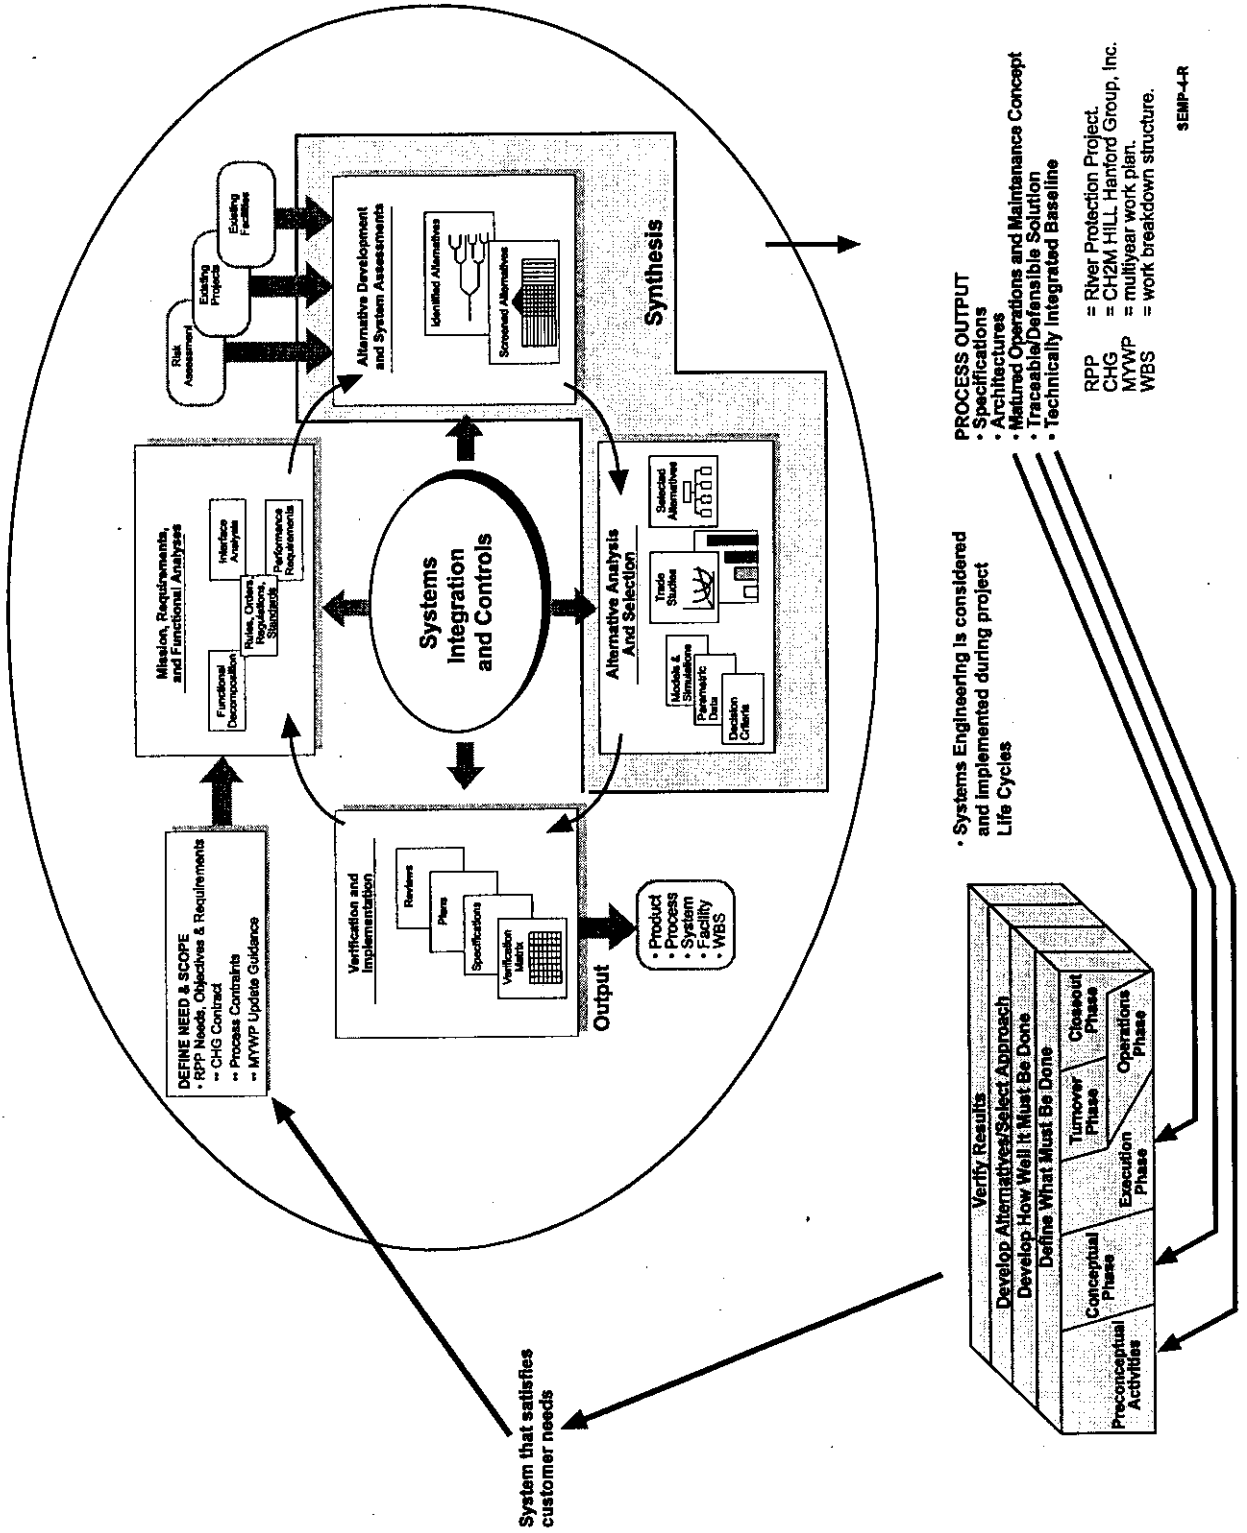 System that satisfies
customer needs
DEFINE NEED & SCOPE
• RPP Needs, Objectives & Requirements
•• CHG Contract
•• Process Contraints
•• MYWP Update Guidance
Mission, Requirements,
and Functional Analyses
Functional
Decomposition
Interface
Analysis
Rules, Orders,
Regulations,
Standards
Performance
Requirements
Risk
Assessment
Existing
Projects
Existing
Facilities
Alternative Development
and System Assessments
Identified Alternatives
Screened Alternatives
Synthesis
Systems
Integration
and Controls
Verification and
Implementation
Reviews
Plans
Specifications
Verification
Matrix
Output
• Product
• Process
• System
• Facility
• WBS
Alternative Analysis
And Selection
Models &
Simulations
Parametric
Data
Decision
Criteria
Trade
Studies
Selected
Alternatives
Verify Results
Develop Alternatives/Select Approach
Develop How Well It Must Be Done
Define What Must Be Done
Preconceptual
Activities
Conceptual
Phase
Execution
Phase
Turnover
Phase
Closeout
Phase
Operations
Phase
• Systems Engineering is considered
and implemented during project
Life Cycles
PROCESS OUTPUT
• Specifications
• Architectures
• Matured Operations and Maintenance Concept
• Traceable/Defensible Solution
• Technically Integrated Baseline
RPP = River Protection Project.
CHG = CH2M HILL Hanford Group, Inc.
MYWP = multiyear work plan.
WBS = work breakdown structure.
SEMP-4-R